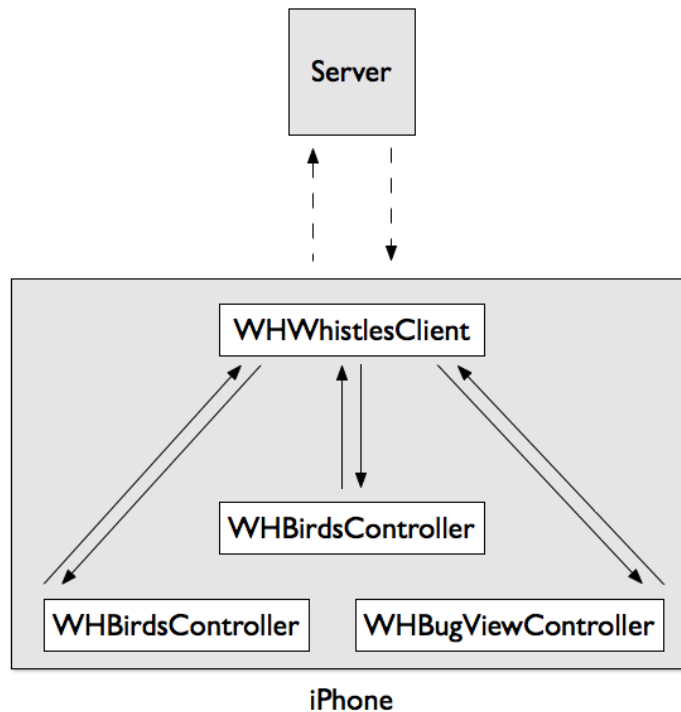 Server
WHWhistlesClient
WHBirdsController
WHBirdsController
WHBugViewController
iPhone